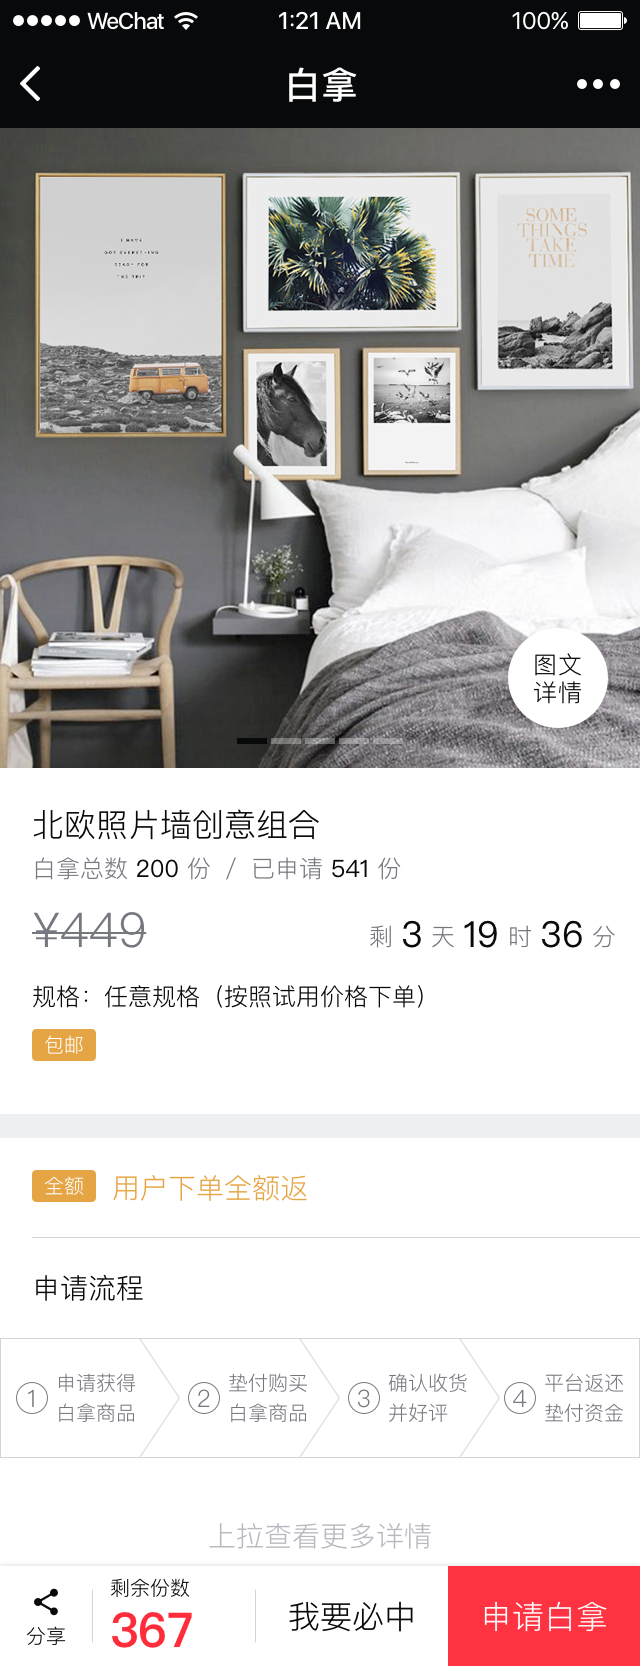 WeChat 1:21 AM 100%
白拿
I HAVE
GOT EVERYTHING
READY FOR
THE TRIP
SOME
THINGS
TAKE
TIME
图文
详情
北欧照片墙创意组合
白拿总数 200 份 / 已申请 541 份
¥449
剩 3 天 19 时 36 分
规格：任意规格（按照试用价格下单）
包邮
全额 用户下单全额返
申请流程
1 申请获得
白拿商品
2 垫付购买
白拿商品
3 确认收货
并好评
4 平台返还
垫付资金
上拉查看更多详情
分享
剩余份数
367
我要必中
申请白拿